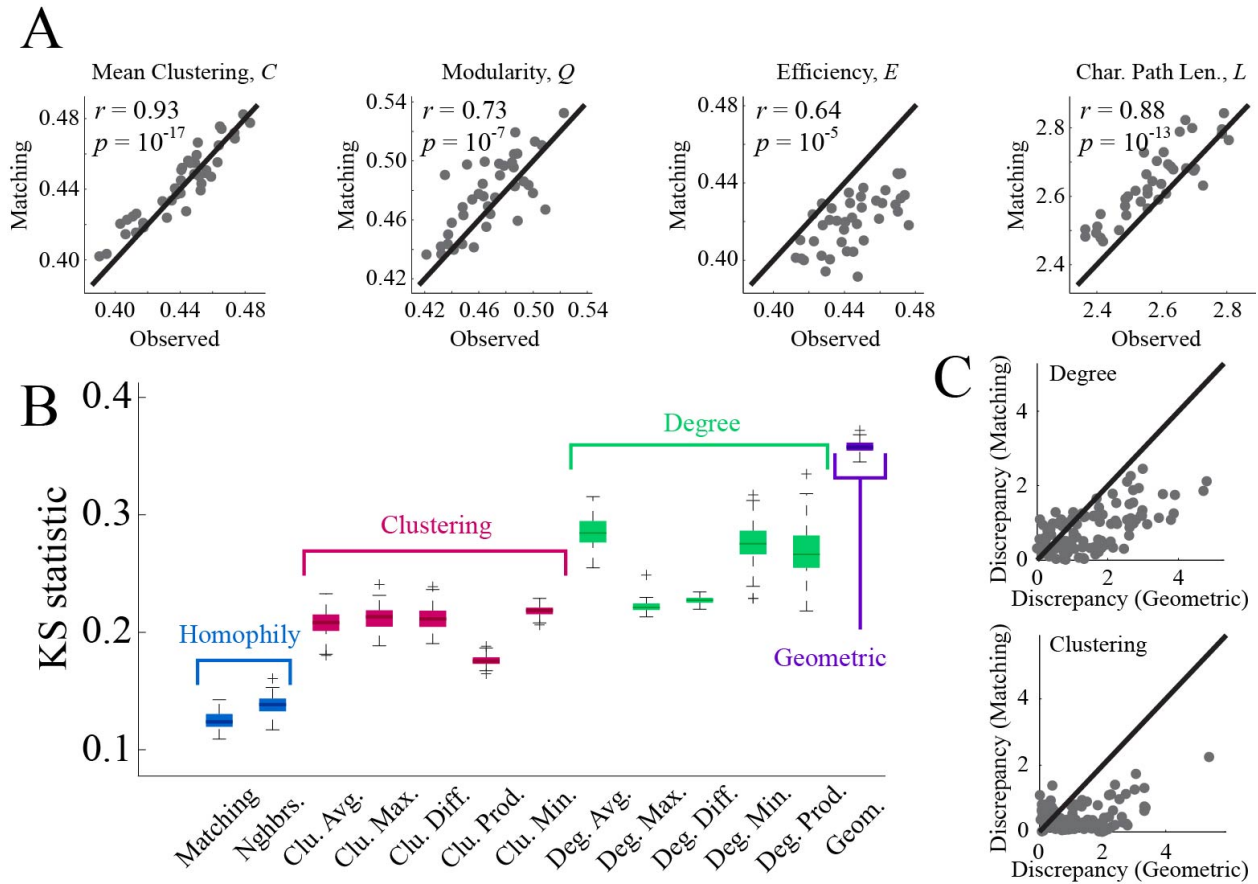 A
Mean Clustering, C
r = 0.93
p = 10⁻¹⁷
Matching
0.48
0.44
0.40
0.40 0.44 0.48
Observed
Modularity, Q
r = 0.73
p = 10⁻⁷
Matching
0.54
0.50
0.46
0.42
0.42 0.46 0.50 0.54
Observed
Efficiency, E
r = 0.64
p = 10⁻⁵
Matching
0.48
0.44
0.40
0.40 0.44 0.48
Observed
Char. Path Len., L
r = 0.88
p = 10⁻¹³
Matching
2.8
2.6
2.4
2.4 2.6 2.8
Observed
B
KS statistic
0.4
0.3
0.2
0.1
Homophily
Clustering
Degree
Geometric
Matching
Nghbrs.
Clu. Avg.
Clu. Max.
Clu. Diff.
Clu. Prod.
Clu. Min.
Deg. Avg.
Deg. Max.
Deg. Diff.
Deg. Min.
Deg. Prod.
Geom.
C
Degree
Discrepancy (Matching)
4
2
0
0 2 4
Discrepancy (Geometric)
Clustering
Discrepancy (Matching)
4
2
0
0 2 4
Discrepancy (Geometric)